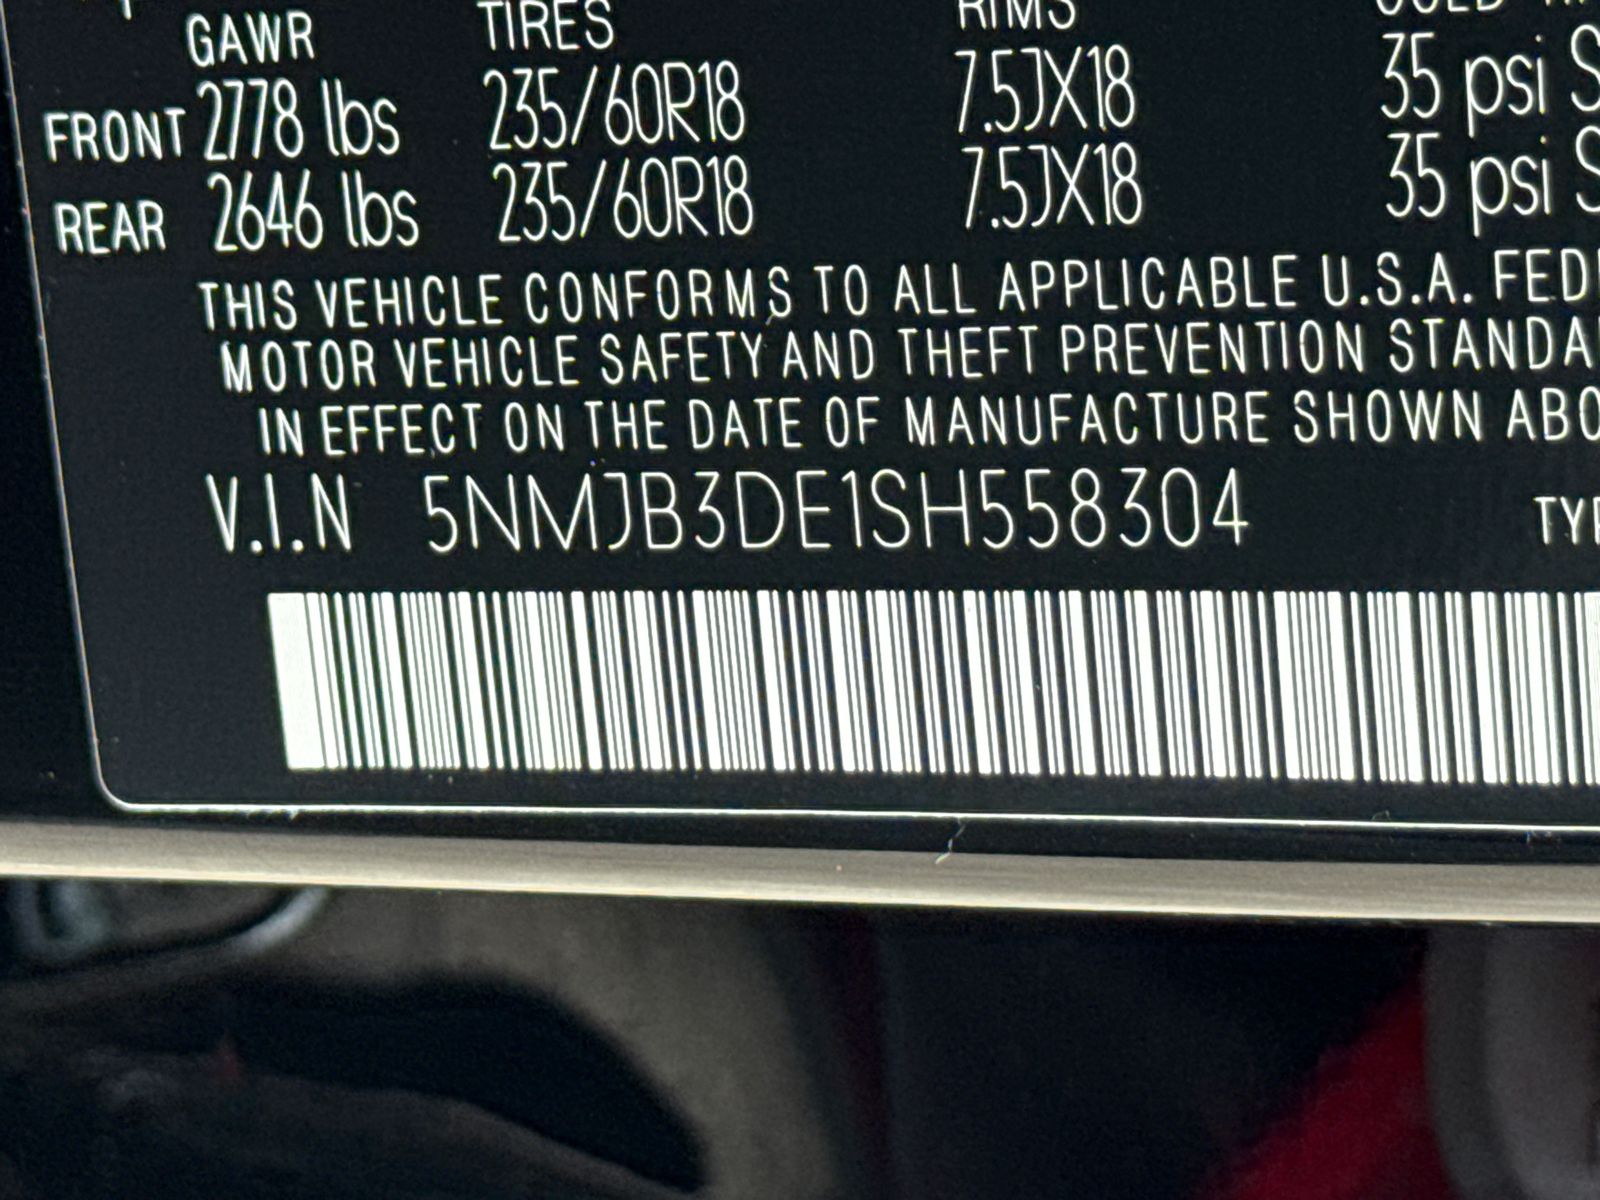 GAWR TIRES RIMS
FRONT 2778 lbs 235/60R18 7.5JX18 35 psi
REAR 2646 lbs 235/60R18 7.5JX18 35 psi
THIS VEHICLE CONFORMS TO ALL APPLICABLE U.S.A. FED
MOTOR VEHICLE SAFETY AND THEFT PREVENTION STANDA
IN EFFECT ON THE DATE OF MANUFACTURE SHOWN ABO
V.I.N 5NMJB3DE1SH558304 TYP